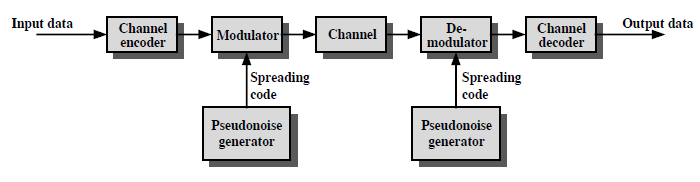 Input data
Channel
encoder
Modulator
Channel
De-
modulator
Channel
decoder
Output data
Spreading
code
Spreading
code
Pseudonoise
generator
Pseudonoise
generator